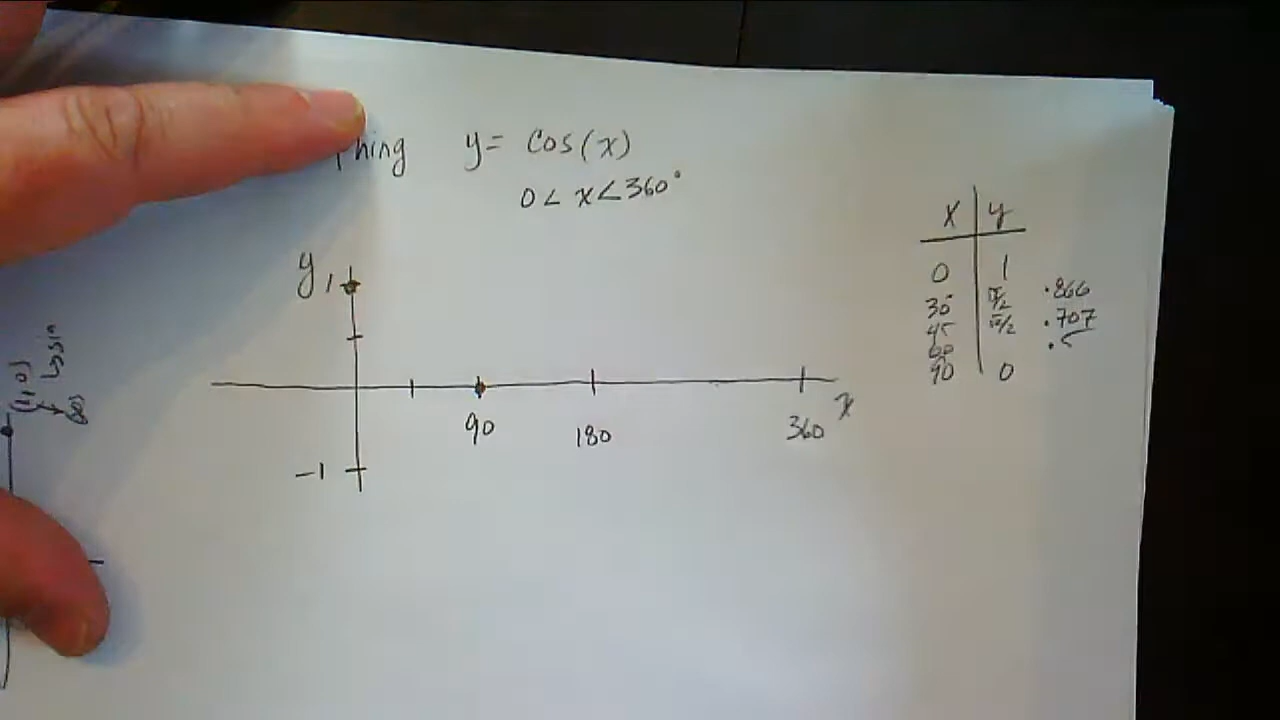 y = cos(x)
0 < x < 360°
x y
0 1
30° √3/2 .866
45 √2/2 .707
60 .5
90 0
y
1
-1
90 180 360 x
(1,0)
↳ sin